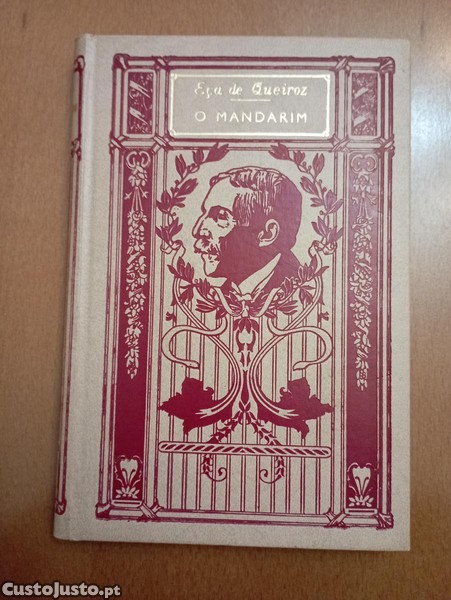 Eça de Queiroz
O MANDARIM
CustoJusto.pt